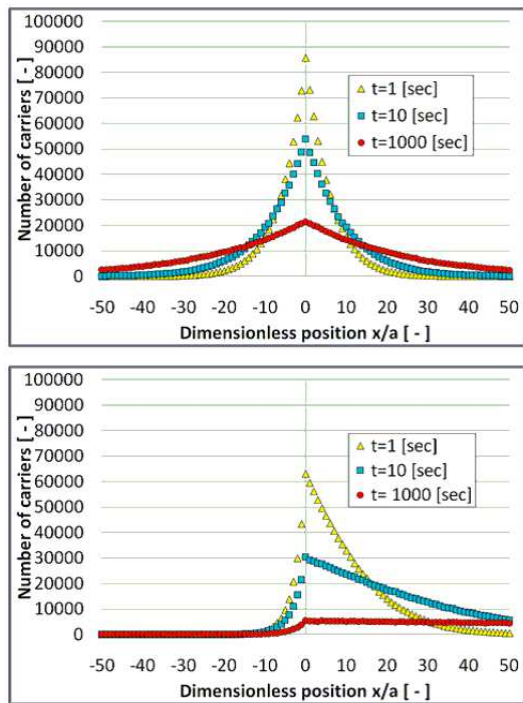 100000
90000
80000
70000
60000
50000
40000
30000
20000
10000
0
Number of carriers [ - ]
t=1 [sec]
t=10 [sec]
t=1000 [sec]
-50 -40 -30 -20 -10 0 10 20 30 40 50
Dimensionless position x/a [ - ]
100000
90000
80000
70000
60000
50000
40000
30000
20000
10000
0
Number of carriers [ - ]
t=1 [sec]
t=10 [sec]
t= 1000 [sec]
-50 -40 -30 -20 -10 0 10 20 30 40 50
Dimensionless position x/a [ - ]